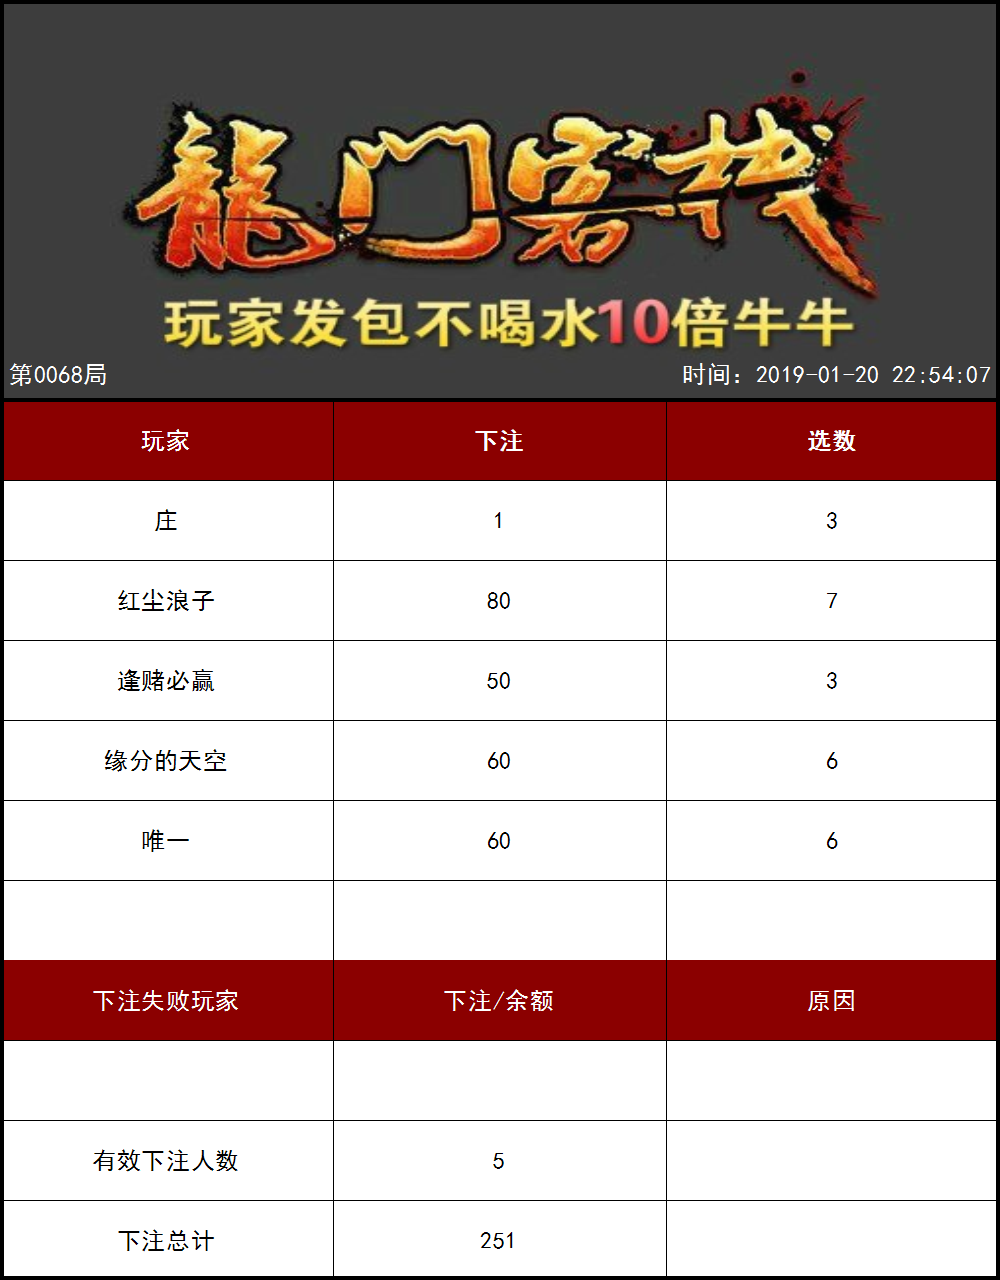 龍门客栈
玩家发包不喝水10倍牛牛
第0068局 时间：2019-01-20 22:54:07
玩家 下注 选数
庄 1 3
红尘浪子 80 7
逢赌必赢 50 3
缘分的天空 60 6
唯一 60 6
下注失败玩家 下注/余额 原因
有效下注人数 5
下注总计 251